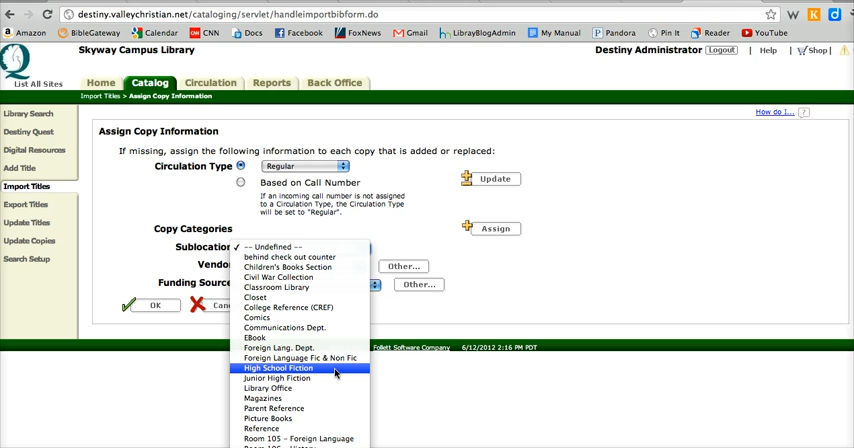 destiny.valleychristian.net/cataloging/servlet/handleimportbibform.do
Amazon BibleGateway Calendar CNN Docs Facebook FoxNews Gmail LibrayBlogAdmin My Manual Pandora Pin It Reader YouTube
Skyway Campus Library Destiny Administrator Logout Help Shop
List All Sites Home Catalog Circulation Reports Back Office
Import Titles > Assign Copy Information
Library Search How do I... ?
Destiny Quest Assign Copy Information
Digital Resources If missing, assign the following information to each copy that is added or replaced:
Add Title Circulation Type Regular
Import Titles Based on Call Number Update
Export Titles If an incoming call number is not assigned
to a Circulation Type, the Circulation Type
will be set to "Regular".
Update Titles Copy Categories Assign
Update Copies Sublocation ✓ -- Undefined --
behind check out counter
Search Setup Vendo Children's Books Section Other...
Civil War Collection
Funding Sourc Classroom Library Other...
Closet
OK Can College Reference (CREF)
Comics
Communications Dept.
EBook
Foreign Lang. Dept. Follett Software Company 6/12/2012 2:16 PM PDT
Foreign Language Fic & Non Fic
High School Fiction
Junior High Fiction
Library Office
Magazines
Parent Reference
Picture Books
Reference
Room 105 - Foreign Language